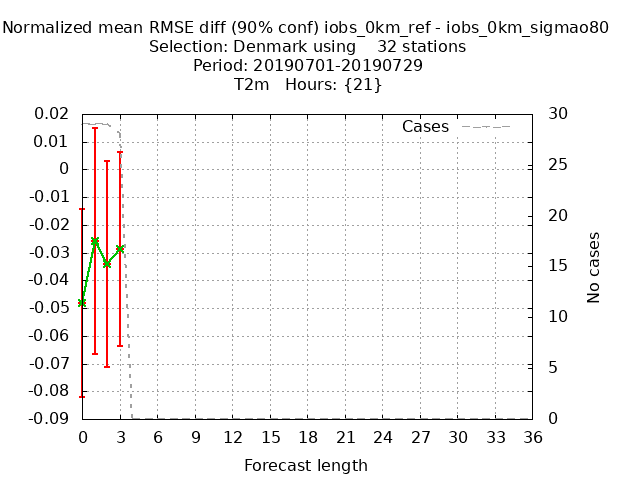 Normalized mean RMSE diff (90% conf) iobs_0km_ref - iobs_0km_sigmao80
Selection: Denmark using    32 stations
Period: 20190701-20190729
T2m   Hours: {21}
Cases
0.02
0.01
0
-0.01
-0.02
-0.03
-0.04
-0.05
-0.06
-0.07
-0.08
-0.09
30
25
20
15
10
5
0
No cases
0 3 6 9 12 15 18 21 24 27 30 33 36
Forecast length